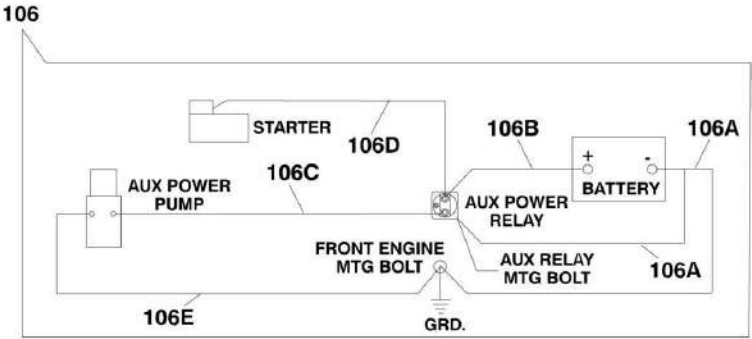 106
STARTER
106D
106B
106A
+
-
BATTERY
AUX POWER
PUMP
106C
AUX POWER
RELAY
FRONT ENGINE
MTG BOLT
AUX RELAY
MTG BOLT
106A
106E
GRD.